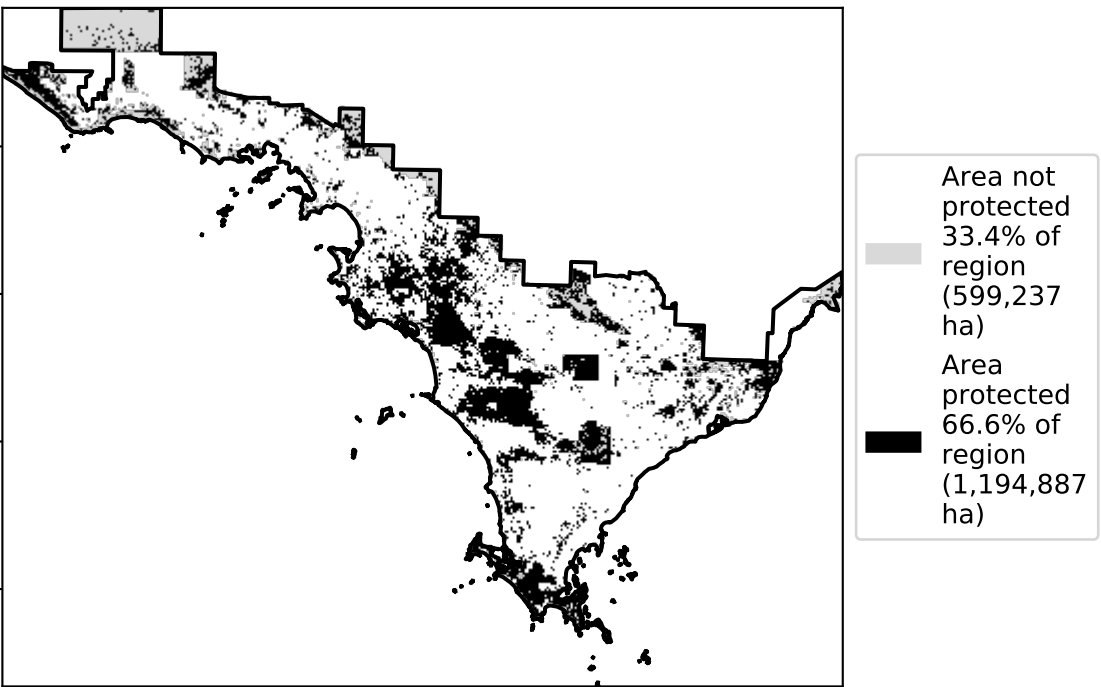 Area not
protected
33.4% of
region
(599,237
ha)
Area
protected
66.6% of
region
(1,194,887
ha)